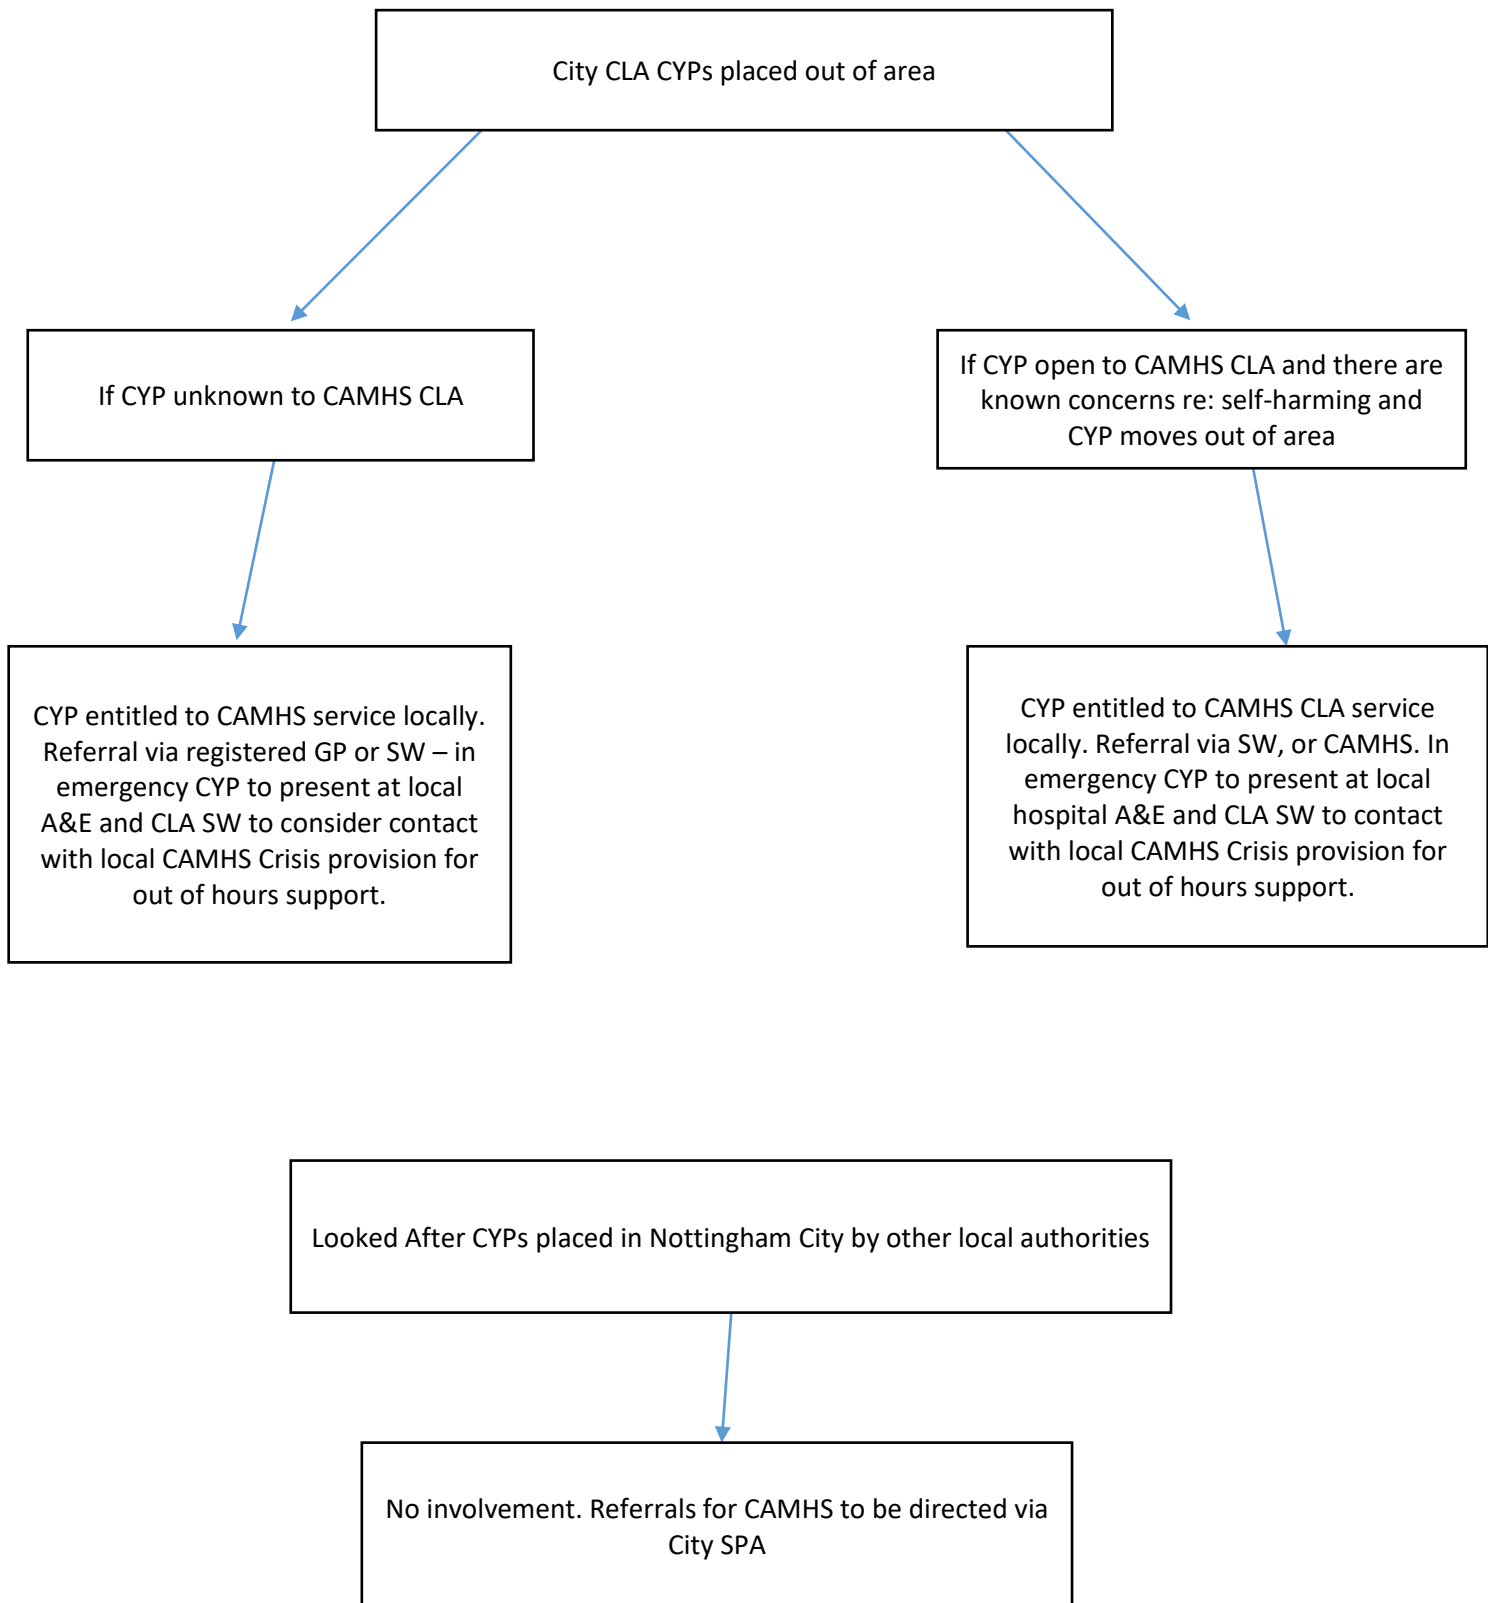 City CLA CYPs placed out of area
If CYP unknown to CAMHS CLA
If CYP open to CAMHS CLA and there are
known concerns re: self-harming and
CYP moves out of area
CYP entitled to CAMHS service locally.
Referral via registered GP or SW – in
emergency CYP to present at local
A&E and CLA SW to consider contact
with local CAMHS Crisis provision for
out of hours support.
CYP entitled to CAMHS CLA service
locally. Referral via SW, or CAMHS. In
emergency CYP to present at local
hospital A&E and CLA SW to contact
with local CAMHS Crisis provision for
out of hours support.
Looked After CYPs placed in Nottingham City by other local authorities
No involvement. Referrals for CAMHS to be directed via
City SPA